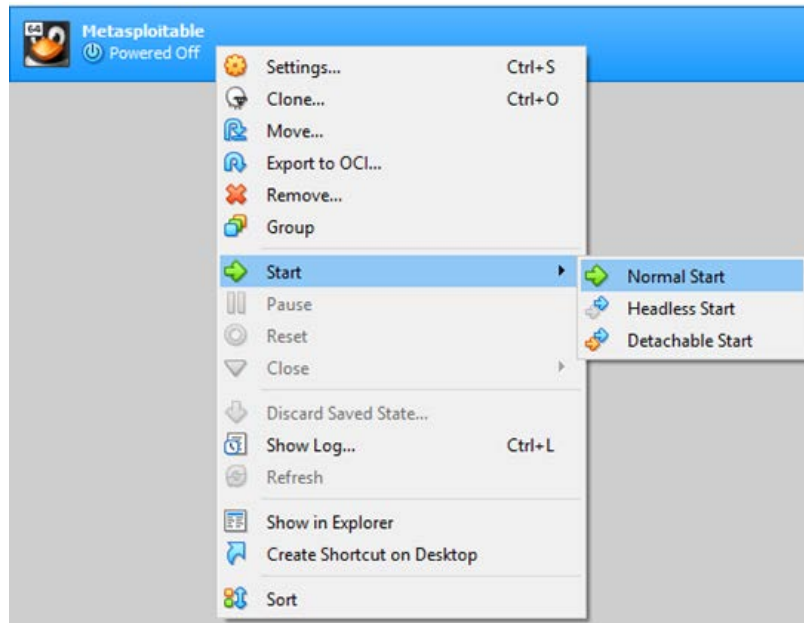 64
Metasploitable
Powered Off
Settings... Ctrl+S
Clone... Ctrl+O
Move...
Export to OCI...
Remove...
Group
Start
Normal Start
Pause
Headless Start
Reset
Detachable Start
Close
Discard Saved State...
Show Log... Ctrl+L
Refresh
Show in Explorer
Create Shortcut on Desktop
Sort